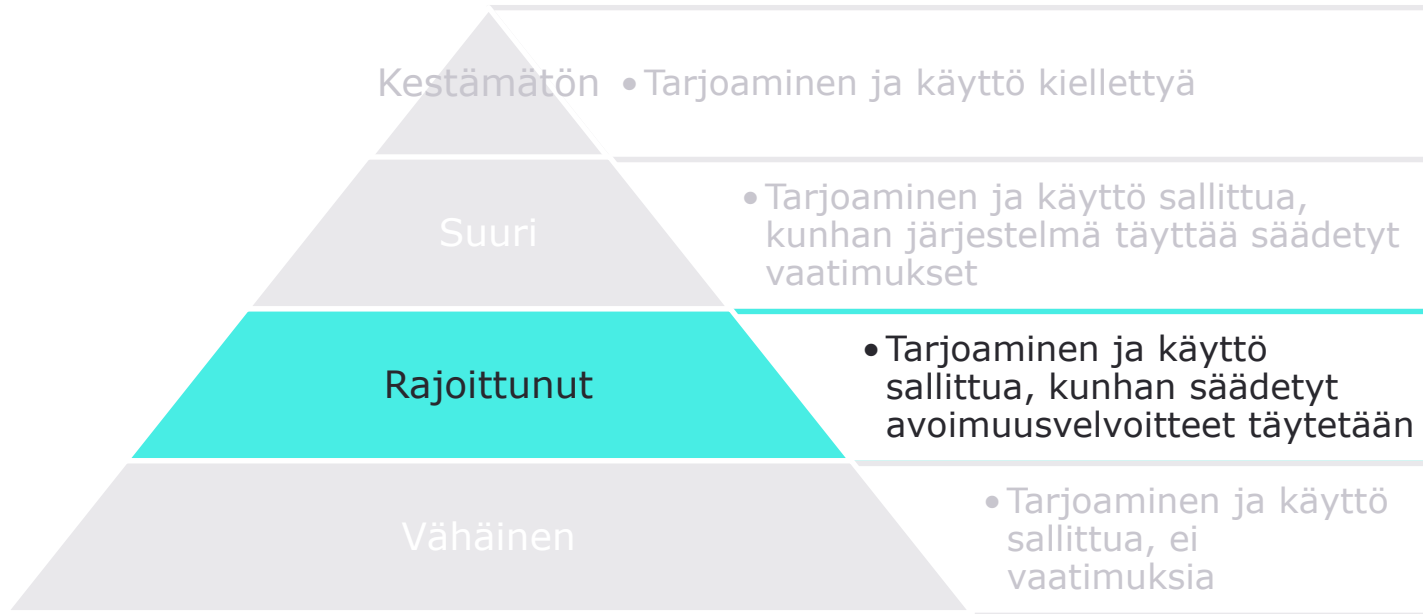 Kestämätön
• Tarjoaminen ja käyttö kiellettyä
Suuri
• Tarjoaminen ja käyttö sallittua,
kunhan järjestelmä täyttää säädetyt
vaatimukset
Rajoittunut
• Tarjoaminen ja käyttö
sallittua, kunhan säädetyt
avoimuusvelvoitteet täytetään
Vähäinen
• Tarjoaminen ja käyttö
sallittua, ei
vaatimuksia